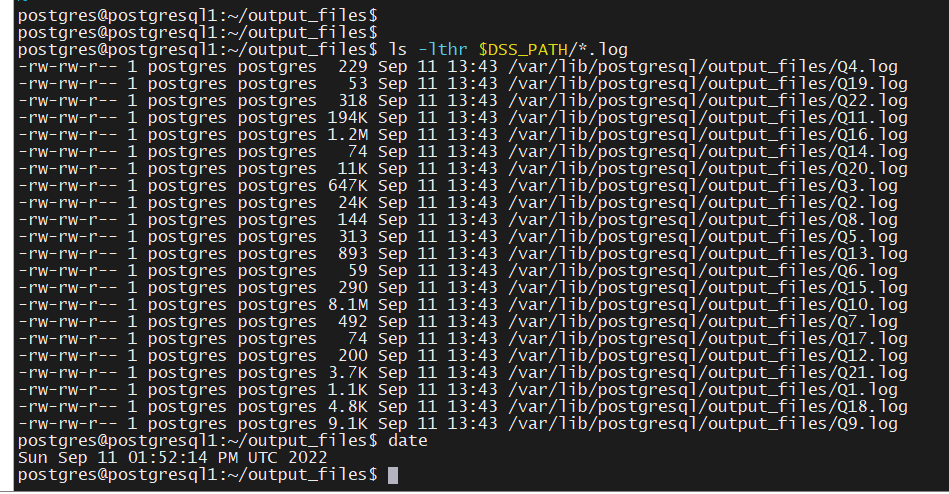 postgres@postgresql1:~/output_files$
postgres@postgresql1:~/output_files$
postgres@postgresql1:~/output_files$ ls -lthr $DSS_PATH/*.log
-rw-rw-r-- 1 postgres postgres  229 Sep 11 13:43 /var/lib/postgresql/output_files/Q4.log
-rw-rw-r-- 1 postgres postgres   53 Sep 11 13:43 /var/lib/postgresql/output_files/Q19.log
-rw-rw-r-- 1 postgres postgres  318 Sep 11 13:43 /var/lib/postgresql/output_files/Q22.log
-rw-rw-r-- 1 postgres postgres 194K Sep 11 13:43 /var/lib/postgresql/output_files/Q11.log
-rw-rw-r-- 1 postgres postgres 1.2M Sep 11 13:43 /var/lib/postgresql/output_files/Q16.log
-rw-rw-r-- 1 postgres postgres   74 Sep 11 13:43 /var/lib/postgresql/output_files/Q14.log
-rw-rw-r-- 1 postgres postgres  11K Sep 11 13:43 /var/lib/postgresql/output_files/Q20.log
-rw-rw-r-- 1 postgres postgres 647K Sep 11 13:43 /var/lib/postgresql/output_files/Q3.log
-rw-rw-r-- 1 postgres postgres  24K Sep 11 13:43 /var/lib/postgresql/output_files/Q2.log
-rw-rw-r-- 1 postgres postgres  144 Sep 11 13:43 /var/lib/postgresql/output_files/Q8.log
-rw-rw-r-- 1 postgres postgres  313 Sep 11 13:43 /var/lib/postgresql/output_files/Q5.log
-rw-rw-r-- 1 postgres postgres  893 Sep 11 13:43 /var/lib/postgresql/output_files/Q13.log
-rw-rw-r-- 1 postgres postgres   59 Sep 11 13:43 /var/lib/postgresql/output_files/Q6.log
-rw-rw-r-- 1 postgres postgres  290 Sep 11 13:43 /var/lib/postgresql/output_files/Q15.log
-rw-rw-r-- 1 postgres postgres 8.1M Sep 11 13:43 /var/lib/postgresql/output_files/Q10.log
-rw-rw-r-- 1 postgres postgres  492 Sep 11 13:43 /var/lib/postgresql/output_files/Q7.log
-rw-rw-r-- 1 postgres postgres   74 Sep 11 13:43 /var/lib/postgresql/output_files/Q17.log
-rw-rw-r-- 1 postgres postgres  200 Sep 11 13:43 /var/lib/postgresql/output_files/Q12.log
-rw-rw-r-- 1 postgres postgres 3.7K Sep 11 13:43 /var/lib/postgresql/output_files/Q21.log
-rw-rw-r-- 1 postgres postgres 1.1K Sep 11 13:43 /var/lib/postgresql/output_files/Q1.log
-rw-rw-r-- 1 postgres postgres 4.8K Sep 11 13:43 /var/lib/postgresql/output_files/Q18.log
-rw-rw-r-- 1 postgres postgres 9.1K Sep 11 13:43 /var/lib/postgresql/output_files/Q9.log
postgres@postgresql1:~/output_files$ date
Sun Sep 11 01:52:14 PM UTC 2022
postgres@postgresql1:~/output_files$